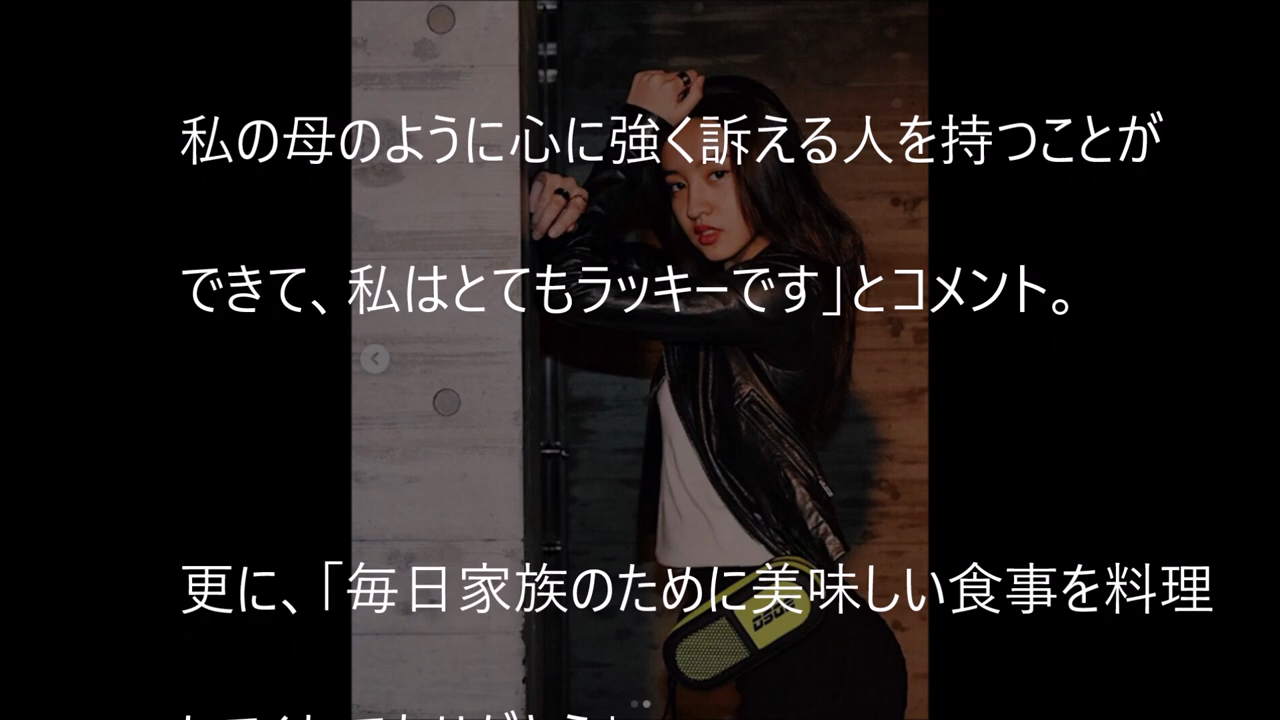 私の母のように心に強く訴える人を持つことが
できて、私はとてもラッキーです」とコメント。
更に、「毎日家族のために美味しい食事を料理